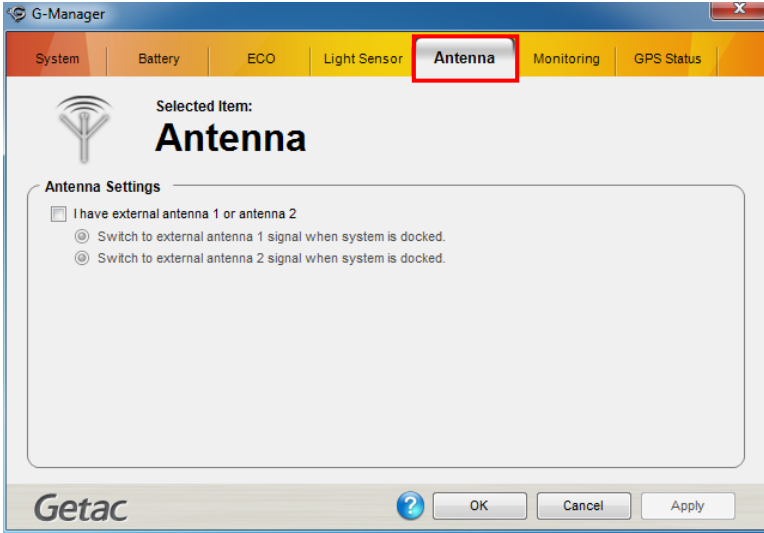 G-Manager
x
System Battery ECO Light Sensor Antenna Monitoring GPS Status
Selected Item:
Antenna
Antenna Settings
I have external antenna 1 or antenna 2
Switch to external antenna 1 signal when system is docked.
Switch to external antenna 2 signal when system is docked.
Getac ? OK Cancel Apply